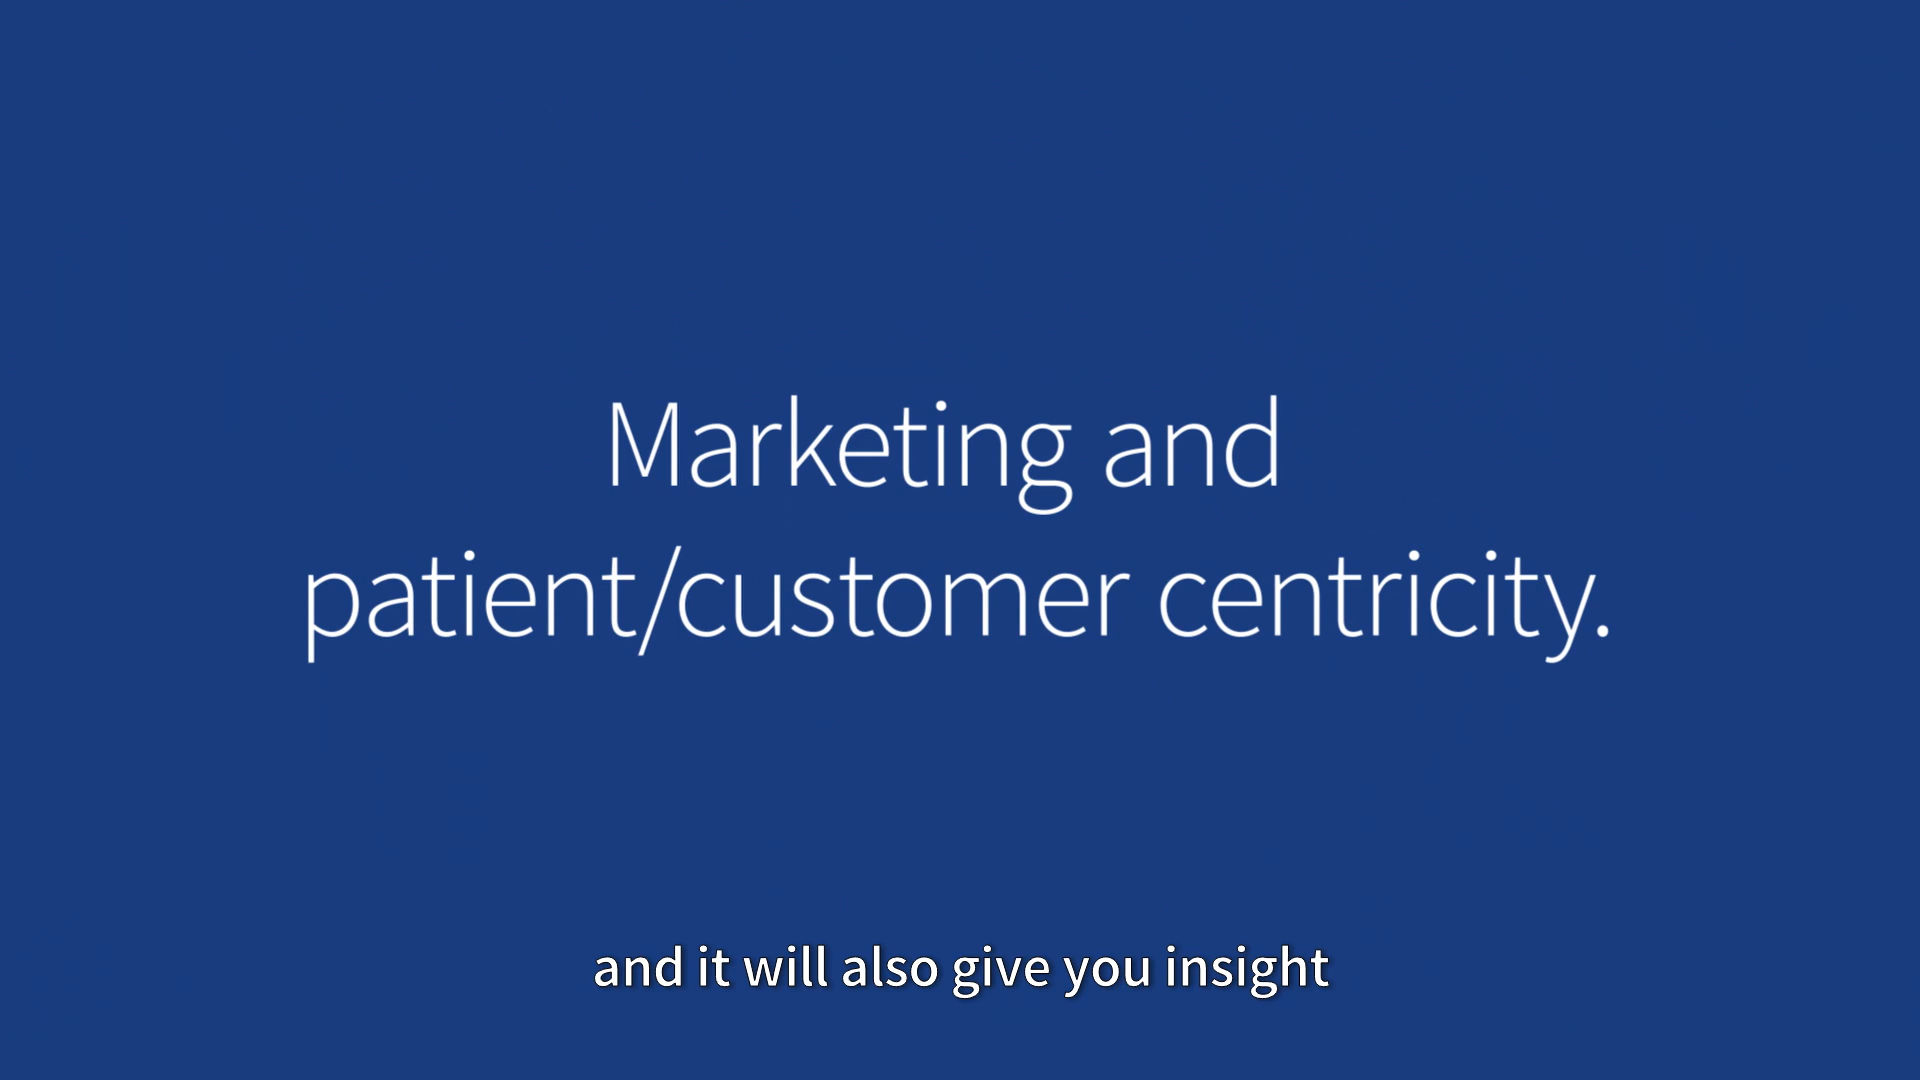 Marketing and
patient/customer centricity.
and it will also give you insight